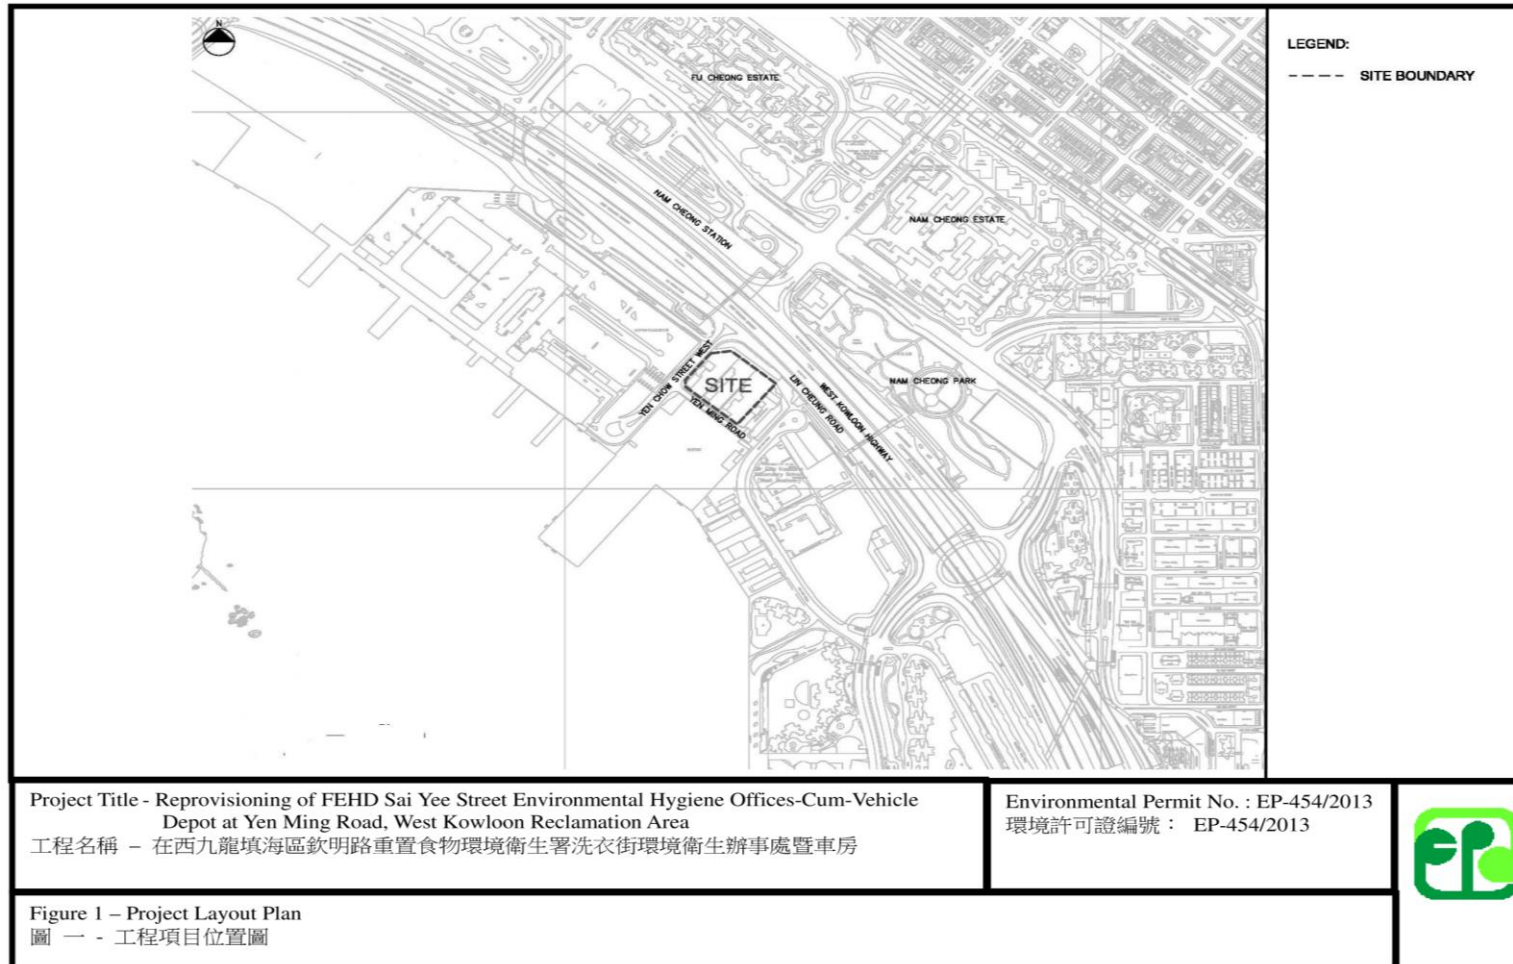 N
FU CHEONG ESTATE
NAM CHEONG STATION
NAM CHEONG ESTATE
YEN CHOW STREET WEST
SITE
YEN MING ROAD
LIN CHEUNG ROAD
WEST KOWLOON HIGHWAY
NAM CHEONG PARK
LEGEND:
SITE BOUNDARY
Project Title - Reprovisioning of FEHD Sai Yee Street Environmental Hygiene Offices-Cum-Vehicle
Depot at Yen Ming Road, West Kowloon Reclamation Area
工程名稱 – 在西九龍填海區欽明路重置食物環境衛生署洗衣街環境衛生辦事處暨車房
Environmental Permit No. : EP-454/2013
環境許可證編號： EP-454/2013
Figure 1 – Project Layout Plan
圖 一 - 工程項目位置圖